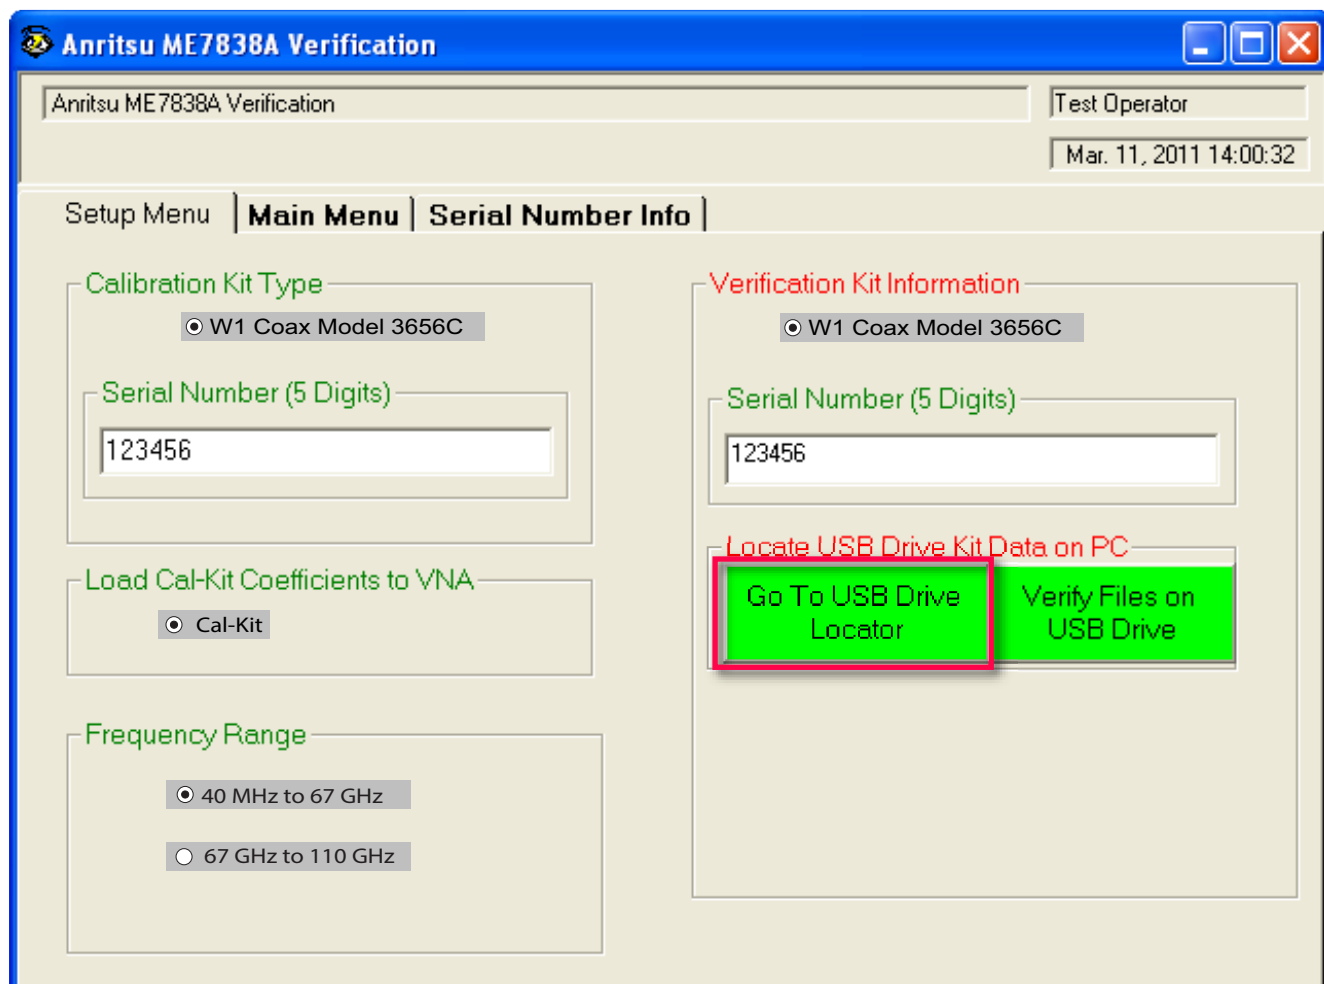 Anritsu ME7838A Verification
Anritsu ME7838A Verification
Test Operator
Mar. 11, 2011 14:00:32
Setup Menu
Main Menu
Serial Number Info
Calibration Kit Type
W1 Coax Model 3656C
Serial Number (5 Digits)
123456
Load Cal-Kit Coefficients to VNA
Cal-Kit
Frequency Range
40 MHz to 67 GHz
67 GHz to 110 GHz
Verification Kit Information
W1 Coax Model 3656C
Serial Number (5 Digits)
123456
Locate USB Drive Kit Data on PC
Go To USB Drive
Locator
Verify Files on
USB Drive